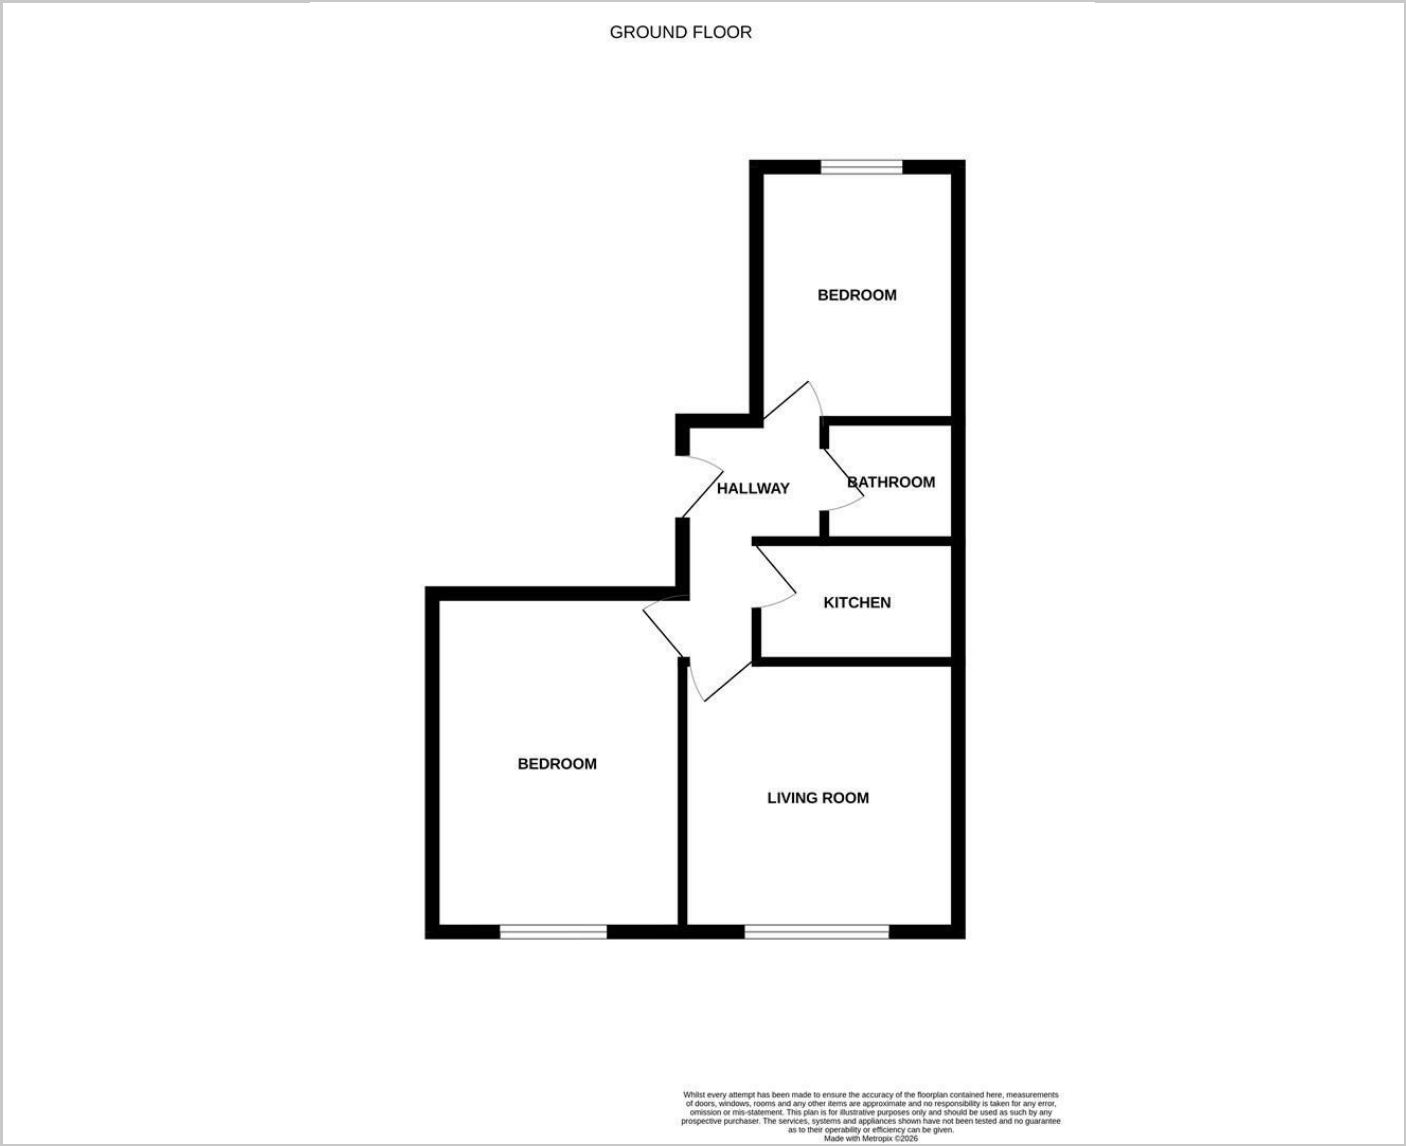 GROUND FLOOR
BEDROOM
HALLWAY
BATHROOM
KITCHEN
BEDROOM
LIVING ROOM
Whilst every attempt has been made to ensure the accuracy of the floorplan contained here, measurements
of doors, windows, rooms and any other items are approximate and no responsibility is taken for any error,
omission or mis-statement. This plan is for illustrative purposes only and should be used as such by any
prospective purchaser. The services, systems and appliances shown have not been tested and no guarantee
as to their operability or efficiency can be given.
Made with Metropix ©2026